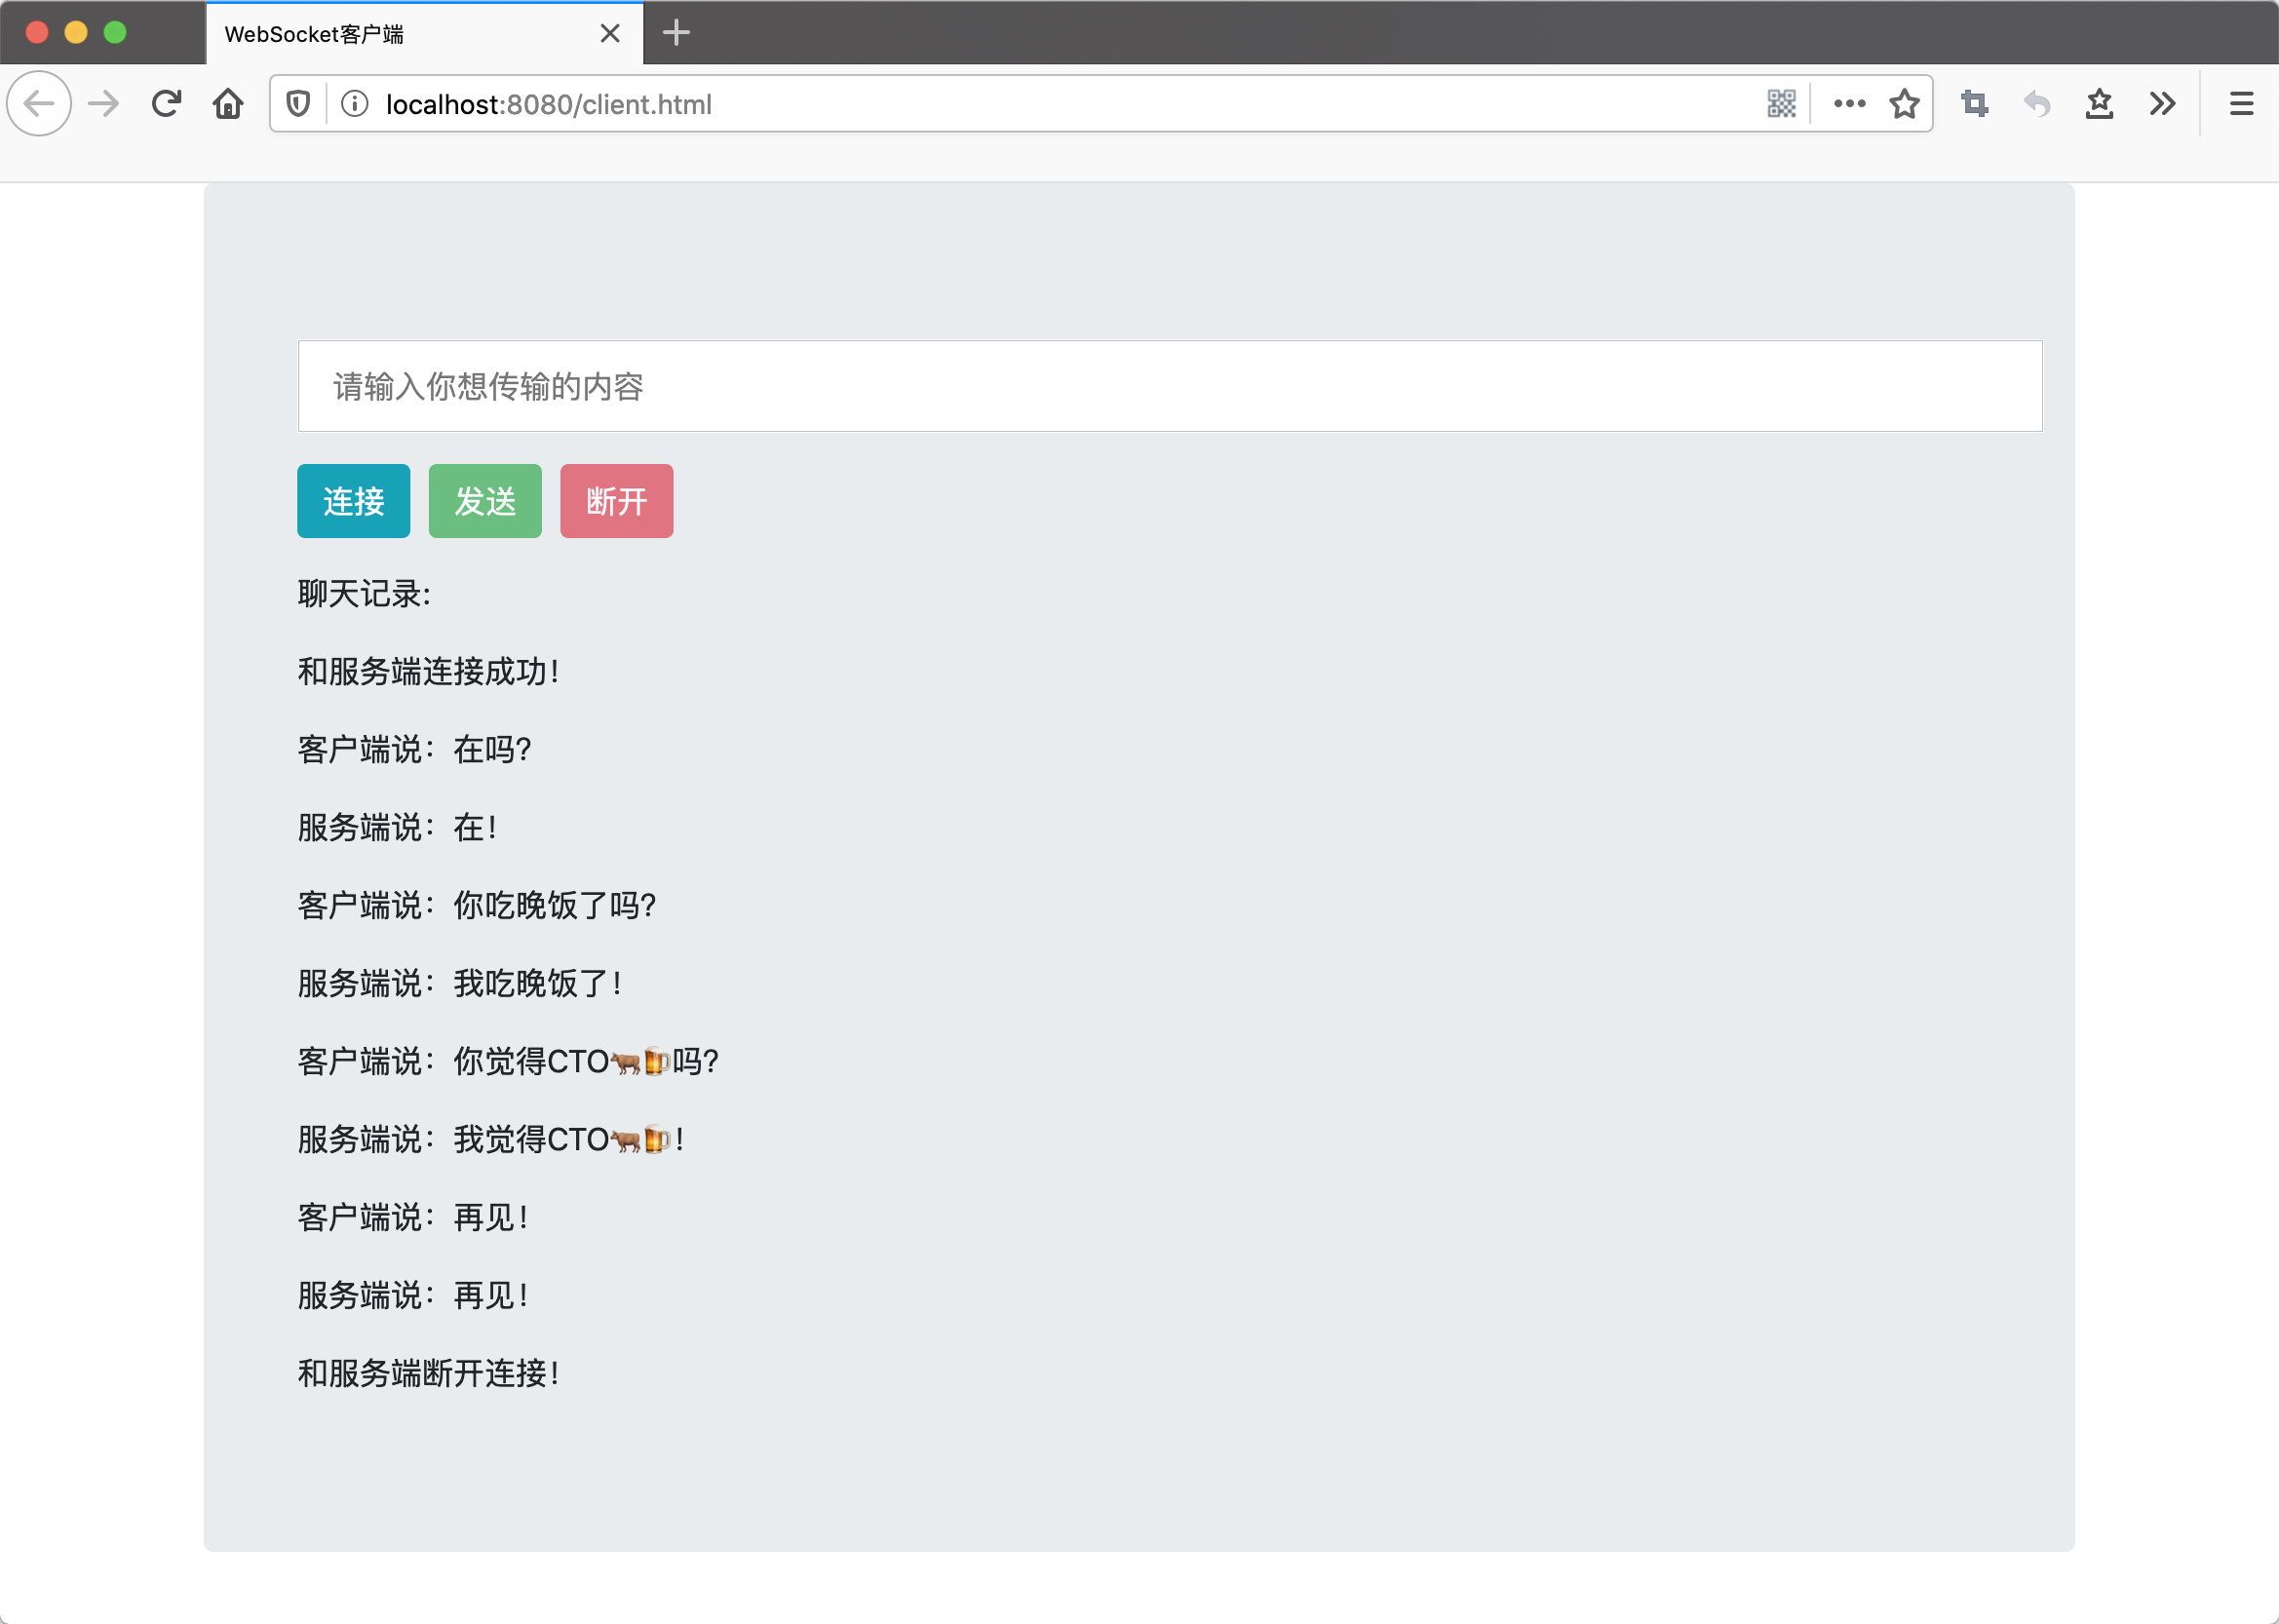 WebSocket客户端
localhost:8080/client.html
请输入你想传输的内容
连接 发送 断开
聊天记录:
和服务端连接成功！
客户端说：在吗?
服务端说：在！
客户端说：你吃晚饭了吗?
服务端说：我吃晚饭了！
客户端说：你觉得CTO🐂🍺吗?
服务端说：我觉得CTO🐂🍺！
客户端说：再见！
服务端说：再见！
和服务端断开连接！